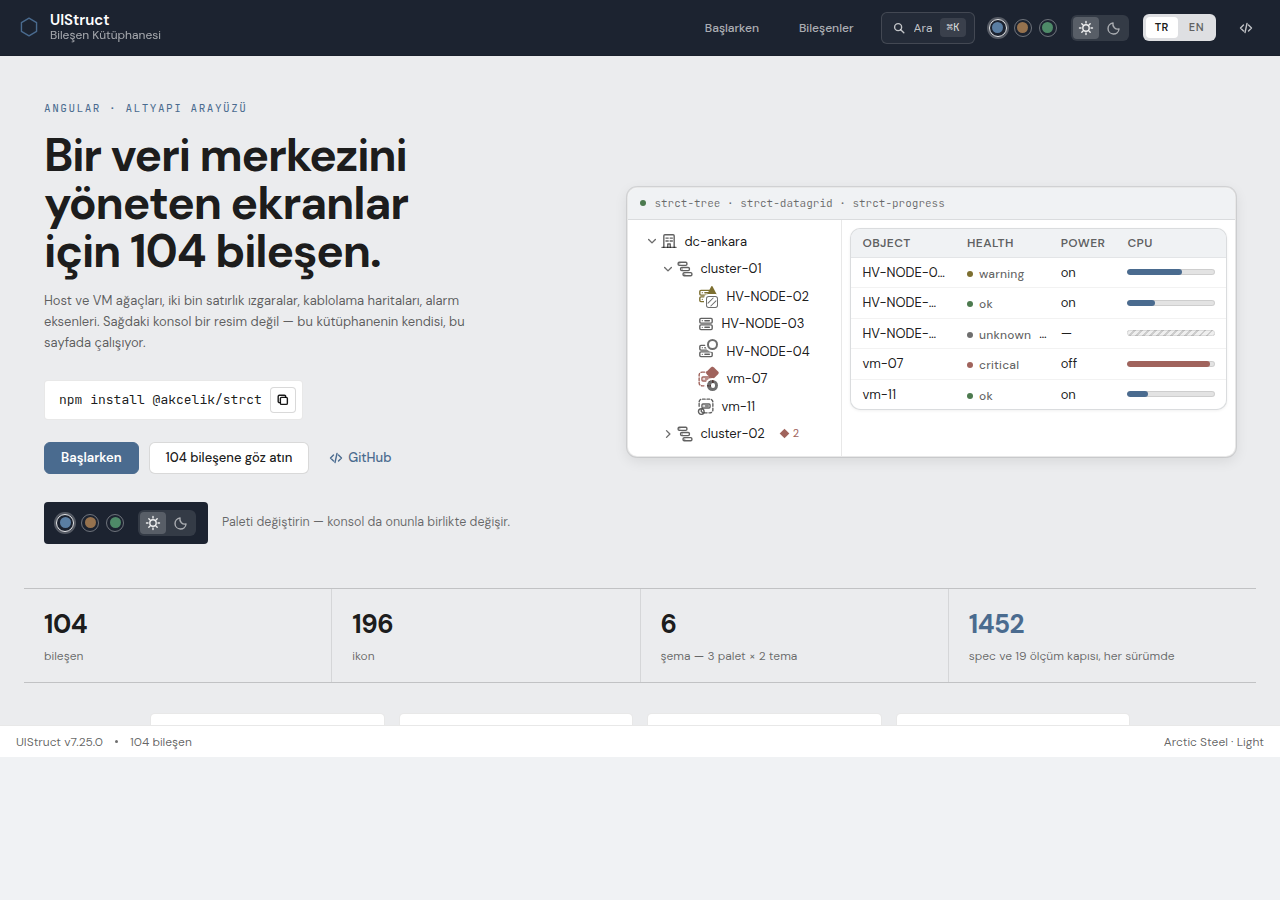 UIStruct
Bileşen Kütüphanesi
Başlarken
Bileşenler
Ara ⌘K
TR EN
ANGULAR · ALTYAPI ARAYÜZÜ
Bir veri merkezini
yöneten ekranlar
için 104 bileşen.
Host ve VM ağaçları, iki bin satırlık ızgaralar, kablolama haritaları, alarm
eksenleri. Sağdaki konsol bir resim değil — bu kütüphanenin kendisi, bu
sayfada çalışıyor.
npm install @akcelik/strct
Başlarken
104 bileşene göz atın
GitHub
Paleti değiştirin — konsol da onunla birlikte değişir.
strct-tree · strct-datagrid · strct-progress
dc-ankara
cluster-01
HV-NODE-02
HV-NODE-03
HV-NODE-04
vm-07
vm-11
cluster-02 2
OBJECT HEALTH POWER CPU
HV-NODE-0… warning on
HV-NODE-… ok on
HV-NODE-… unknown … —
vm-07 critical off
vm-11 ok on
104
bileşen
196
ikon
6
şema — 3 palet × 2 tema
1452
spec ve 19 ölçüm kapısı, her sürümde
UIStruct v7.25.0 • 104 bileşen
Arctic Steel · Light